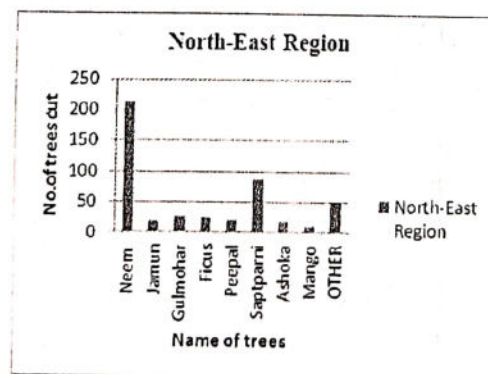 North-East Region
250
200
150
100
50
0
No.of trees cut
Neem
Jamun
Gulmohar
Ficus
Peepal
Saptparni
Ashoka
Mango
OTHER
Name of trees
North-East
Region